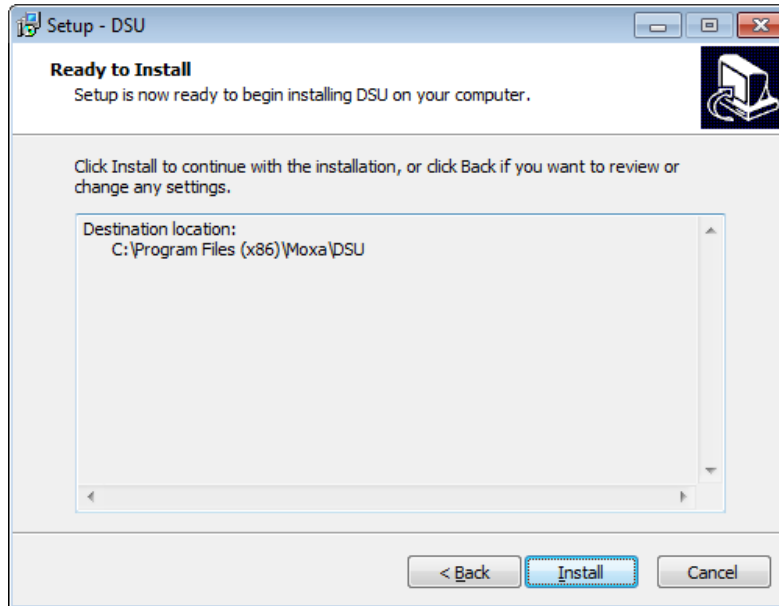 Setup - DSU
Ready to Install
Setup is now ready to begin installing DSU on your computer.
Click Install to continue with the installation, or click Back if you want to review or
change any settings.
Destination location:
C:\Program Files (x86)\Moxa\DSU
< Back Install Cancel